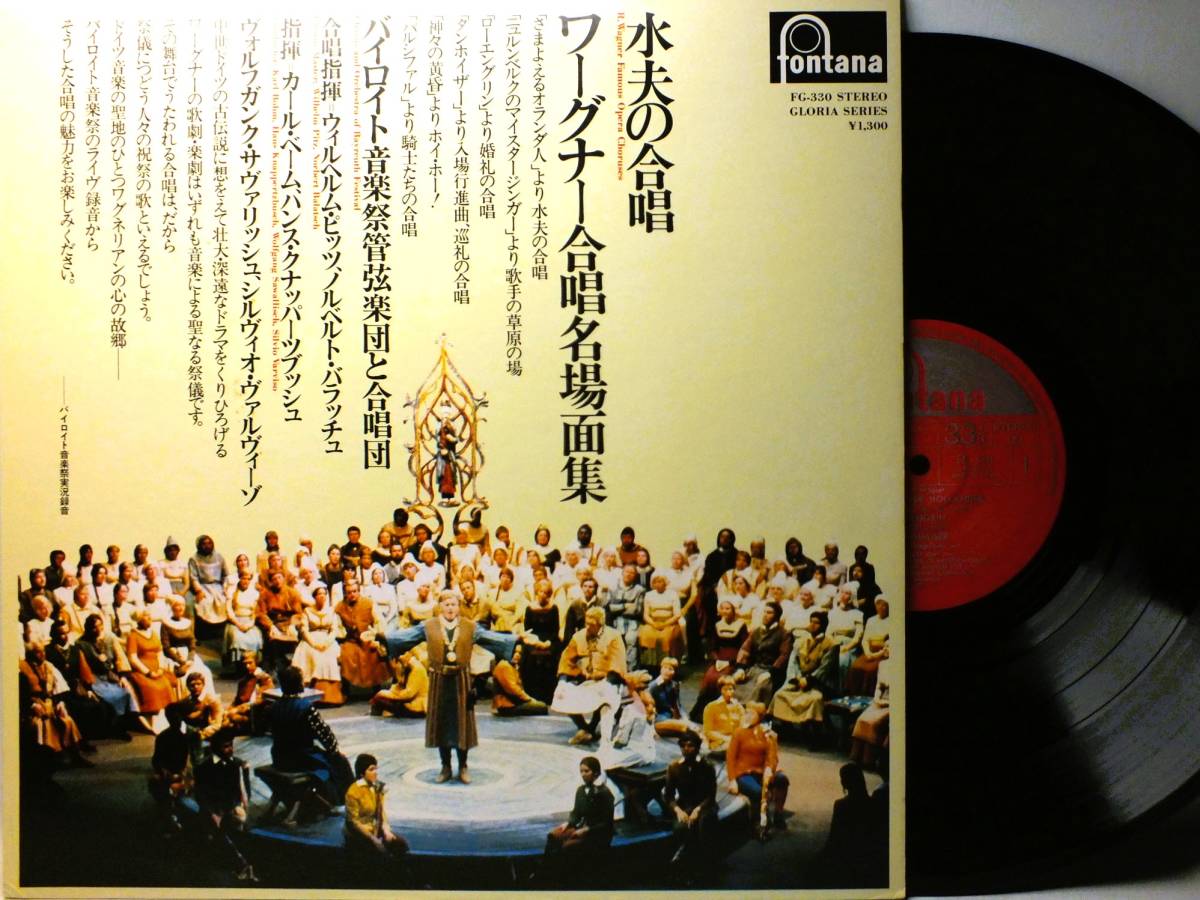 fontana
FG-330 STEREO
GLORIA SERIES
¥1,300
水夫の合唱
R. Wagner Famous Opera Choruses
ワーグナー合唱名場面集
「さまよえるオランダ人」より水夫の合唱
「ニュルンベルクのマイスタージンガー」より歌手の草原の場
「ローエングリン」より婚礼の合唱
「タンホイザー」より入場行進曲、巡礼の合唱
「神々の黄昏」よりホイ・ホー!
「パルシファル」より騎士たちの合唱
バイロイト音楽祭管弦楽団と合唱団
and Orchestra of Bayreuth Festival
合唱指揮=ウィルヘルム・ピッツ、ノルベルト・バラッチュ
Wilhelm Pitz, Norbert Balatsch
指揮=カール・ベーム、ハンス・クナッパーツブッシュ
Karl Böhm, Hans Knappertsbusch, Wolfgang Sawallisch, Silvio Varviso
ヴォルフガンク・サヴァリッシュ、シルヴィオ・ヴァルヴィーゾ
中世ドイツの古伝説に想をえて壮大深遠なドラマをくりひろげる
ワーグナーの歌劇・楽劇はいずれも音楽による聖なる祭儀です。
その舞台でうたわれる合唱は、だから
祭儀につどう人々の祝祭の歌といえるでしょう。
ドイツ音楽の聖地のひとつワグネリアンの心の故郷——
バイロイト音楽祭のライヴ録音から
そうした合唱の魅力をお楽しみください。
——バイロイト音楽祭実況録音
fontana
33